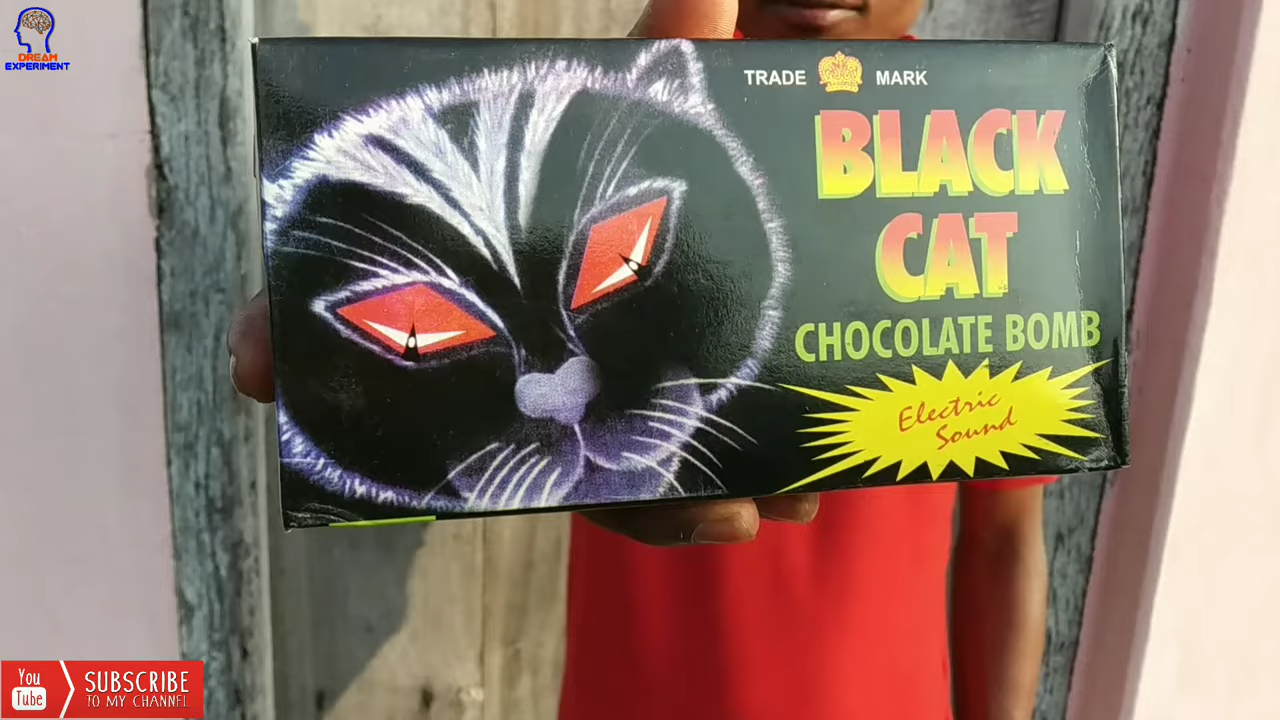 DREAM
EXPERIMENT
TRADE MARK
BLACK
CAT
CHOCOLATE BOMB
Electric
Sound
You
Tube
SUBSCRIBE
TO MY CHANNEL